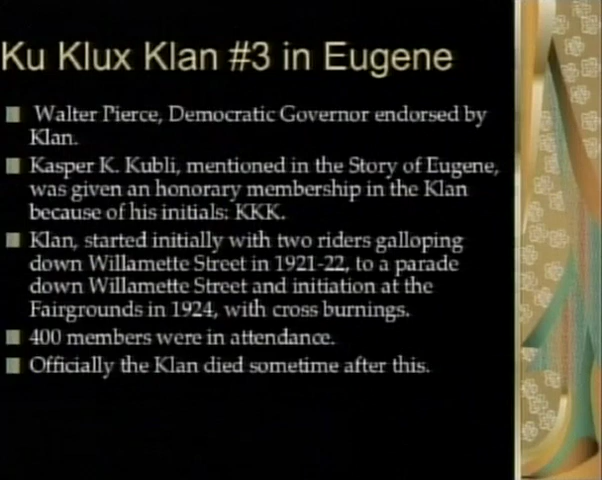 Ku Klux Klan #3 in Eugene
Walter Pierce, Democratic Governor endorsed by
Klan.
Kasper K. Kubli, mentioned in the Story of Eugene,
was given an honorary membership in the Klan
because of his initials: KKK.
Klan, started initially with two riders galloping
down Willamette Street in 1921-22, to a parade
down Willamette Street and initiation at the
Fairgrounds in 1924, with cross burnings.
400 members were in attendance.
Officially the Klan died sometime after this.